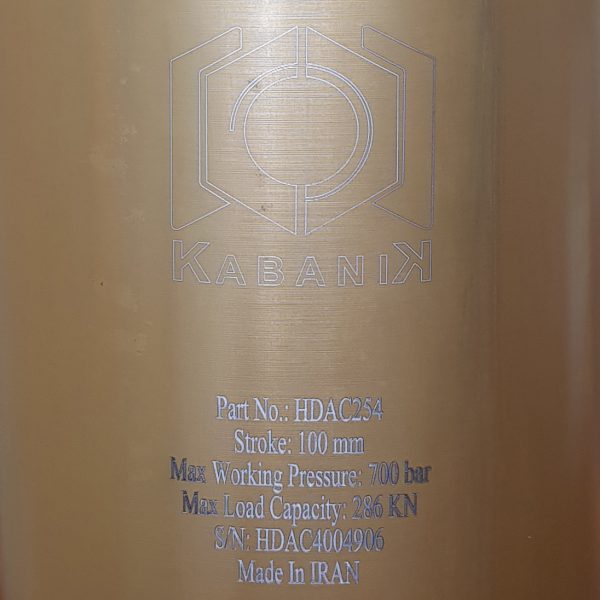 KABANIK
Part No.: HDAC254
Stroke: 100 mm
Max Working Pressure: 700 bar
Max Load Capacity: 286 KN
S/N: HDAC4004906
Made In IRAN